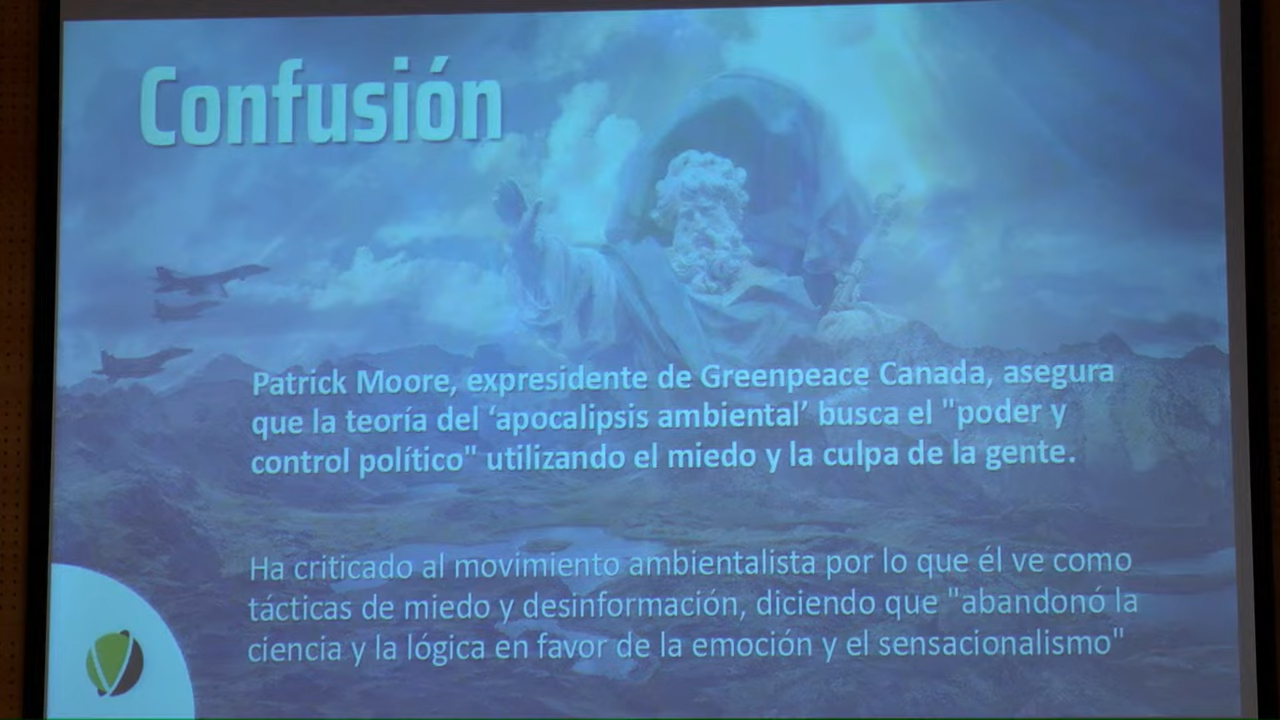 Confusión
Patrick Moore, expresidente de Greenpeace Canada, asegura
que la teoría del ‘apocalipsis ambiental’ busca el "poder y
control político" utilizando el miedo y la culpa de la gente.
Ha criticado al movimiento ambientalista por lo que él ve como
tácticas de miedo y desinformación, diciendo que "abandonó la
ciencia y la lógica en favor de la emoción y el sensacionalismo"